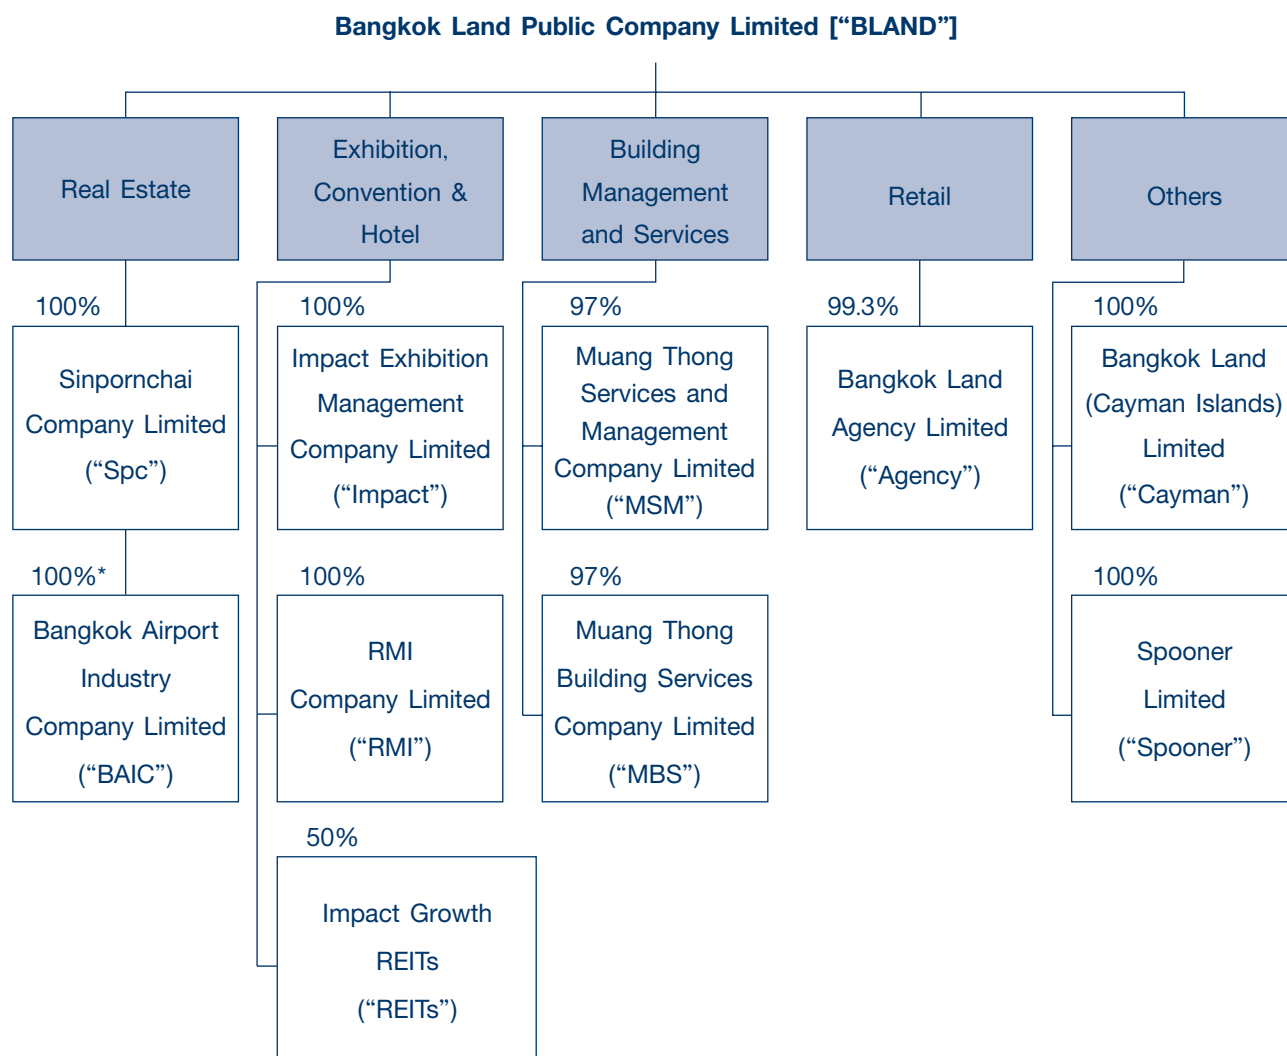 Bangkok Land Public Company Limited [“BLAND”]
Real Estate
Exhibition,
Convention &
Hotel
Building
Management
and Services
Retail
Others
100%
Sinpornchai
Company Limited
(“Spc”)
100%
Impact Exhibition
Management
Company Limited
(“Impact”)
97%
Muang Thong
Services and
Management
Company Limited
(“MSM”)
99.3%
Bangkok Land
Agency Limited
(“Agency”)
100%
Bangkok Land
(Cayman Islands)
Limited
(“Cayman”)
100%*
Bangkok Airport
Industry
Company Limited
(“BAIC”)
100%
RMI
Company Limited
(“RMI”)
97%
Muang Thong
Building Services
Company Limited
(“MBS”)
100%
Spooner
Limited
(“Spooner”)
50%
Impact Growth
REITs
(“REITs”)